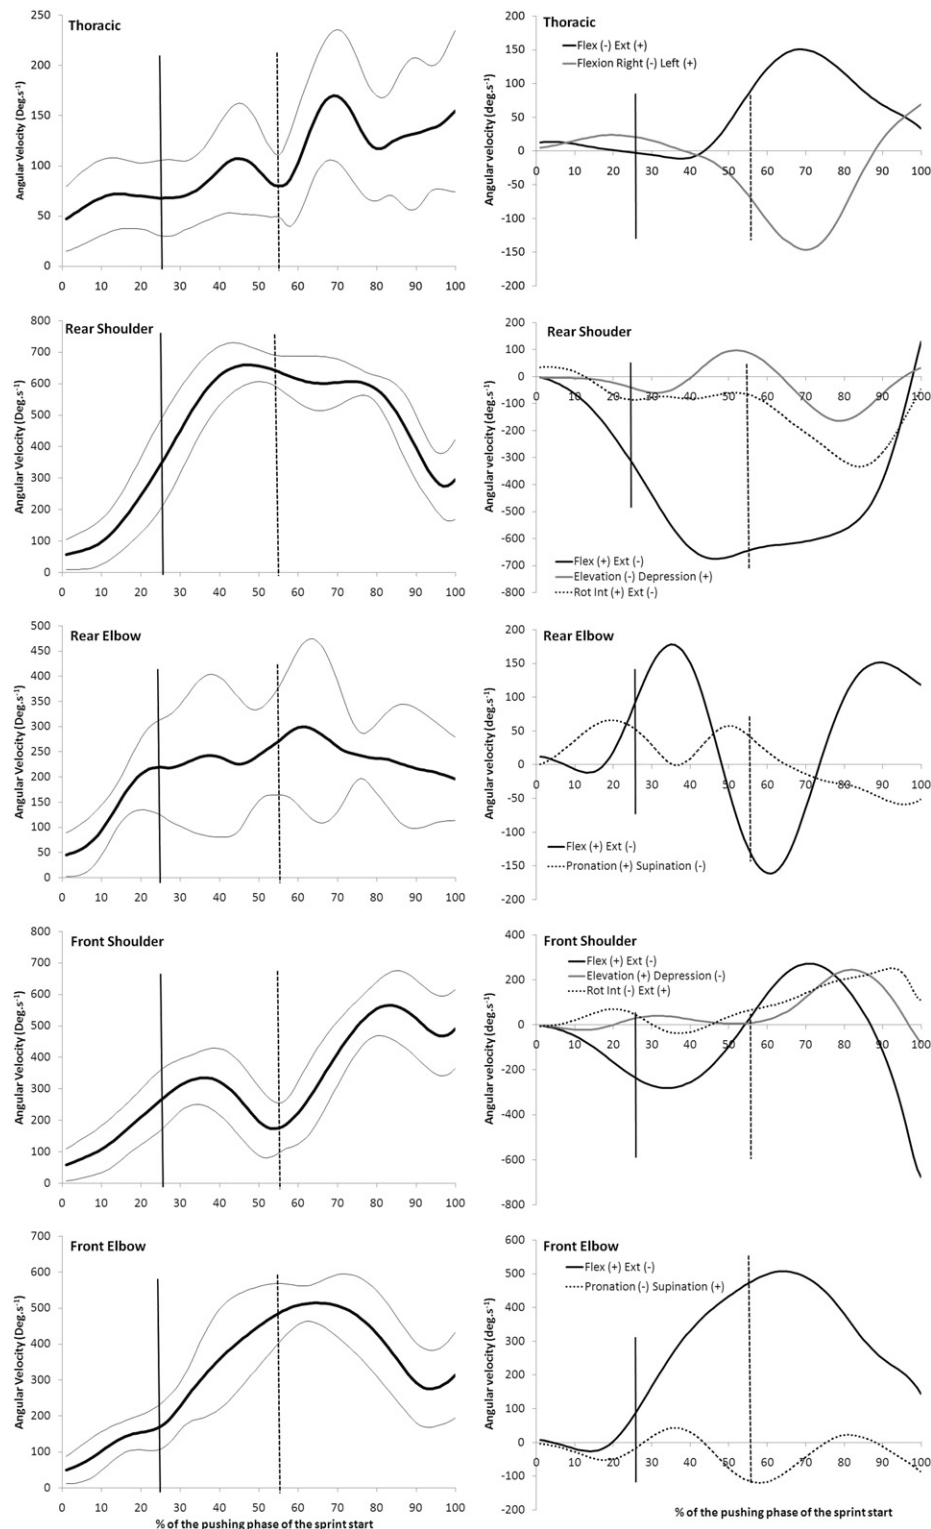 Thoracic
Angular Velocity (Deg.s⁻¹)
250
200
150
100
50
0
0 10 20 30 40 50 60 70 80 90 100
Thoracic
Flex (-) Ext (+)
Flexion Right (-) Left (+)
Angular velocity (deg.s⁻¹)
200
150
100
50
0
-50
-100
-150
-200
0 10 20 30 40 50 60 70 80 90 100
Rear Shoulder
Angular Velocity (Deg.s⁻¹)
800
700
600
500
400
300
200
100
0
0 10 20 30 40 50 60 70 80 90 100
Rear Shouder
Angular velocity (deg.s⁻¹)
200
100
0
-100
-200
-300
-400
-500
-600
-700
-800
0 10 20 30 40 50 60 70 80 90 100
Flex (+) Ext (-)
Elevation (-) Depression (+)
Rot Int (+) Ext (-)
Rear Elbow
Angular Velocity (Deg.s⁻¹)
500
450
400
350
300
250
200
150
100
50
0
0 10 20 30 40 50 60 70 80 90 100
Rear Elbow
Angular velocity (deg.s⁻¹)
200
150
100
50
0
-50
-100
-150
-200
0 10 20 30 40 50 60 70 80 90 100
Flex (+) Ext (-)
Pronation (+) Supination (-)
Front Shoulder
Angular Velocity (Deg.s⁻¹)
800
700
600
500
400
300
200
100
0
0 10 20 30 40 50 60 70 80 90 100
Front Shoulder
Flex (+) Ext (-)
Elevation (+) Depression (-)
Rot Int (-) Ext (+)
Angular velocity (deg.s⁻¹)
400
200
0
-200
-400
-600
-800
0 10 20 30 40 50 60 70 80 90 100
Front Elbow
Angular Velocity (Deg.s⁻¹)
700
600
500
400
300
200
100
0
0 10 20 30 40 50 60 70 80 90 100
% of the pushing phase of the sprint start
Front Elbow
Flex (+) Ext (-)
Pronation (-) Supination (+)
Angular velocity (deg.s⁻¹)
600
500
400
300
200
100
0
-100
-200
0 10 20 30 40 50 60 70 80 90 100
% of the pushing phase of the sprint start